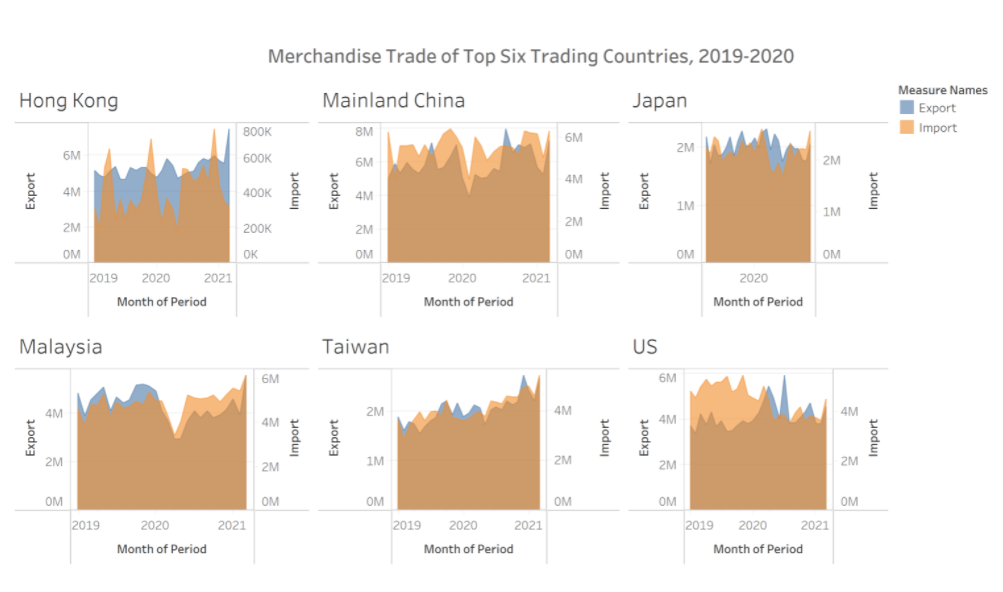 Merchandise Trade of Top Six Trading Countries, 2019-2020
Measure Names
Export
Import
Hong Kong
6M
4M
2M
0M
Export
800K
600K
400K
200K
0K
Import
2019 2020 2021
Month of Period
Mainland China
8M
6M
4M
2M
0M
Export
6M
4M
2M
0M
Import
2019 2020 2021
Month of Period
Japan
2M
1M
0M
Export
2M
1M
0M
Import
2020
Month of Period
Malaysia
4M
2M
0M
Export
6M
4M
2M
0M
Import
2019 2020 2021
Month of Period
Taiwan
2M
1M
0M
Export
4M
2M
0M
Import
2019 2020 2021
Month of Period
US
6M
4M
2M
0M
Export
4M
2M
0M
Import
2019 2020 2021
Month of Period